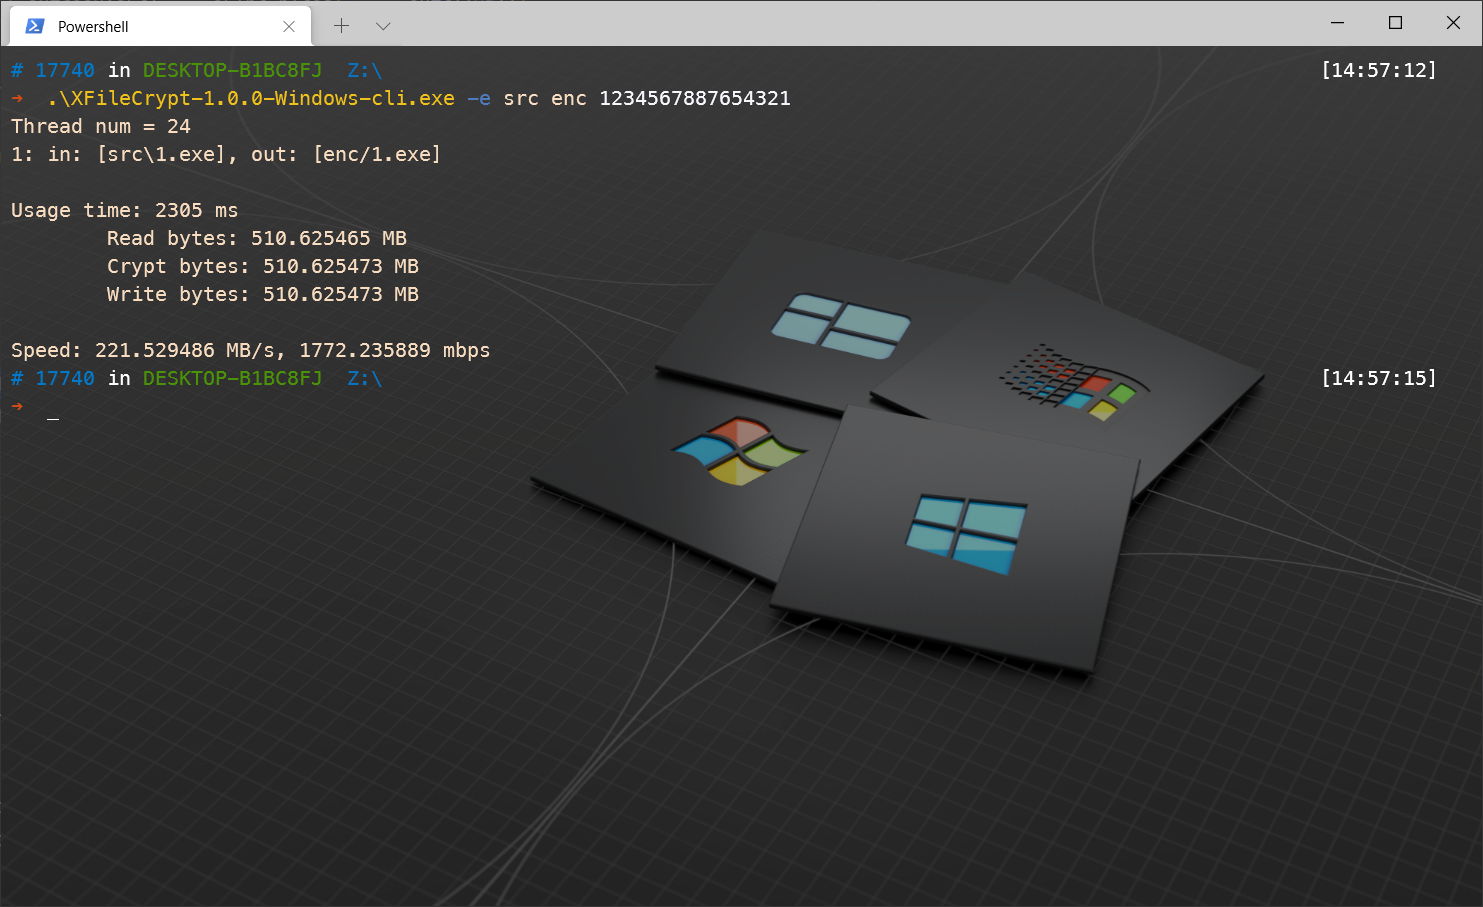 Powershell
# 17740 in DESKTOP-B1BC8FJ Z:\ [14:57:12]
➜ .\XFileCrypt-1.0.0-Windows-cli.exe -e src enc 1234567887654321
Thread num = 24
1: in: [src\1.exe], out: [enc/1.exe]
Usage time: 2305 ms
Read bytes: 510.625465 MB
Crypt bytes: 510.625473 MB
Write bytes: 510.625473 MB
Speed: 221.529486 MB/s, 1772.235889 mbps
# 17740 in DESKTOP-B1BC8FJ Z:\ [14:57:15]
➜ _